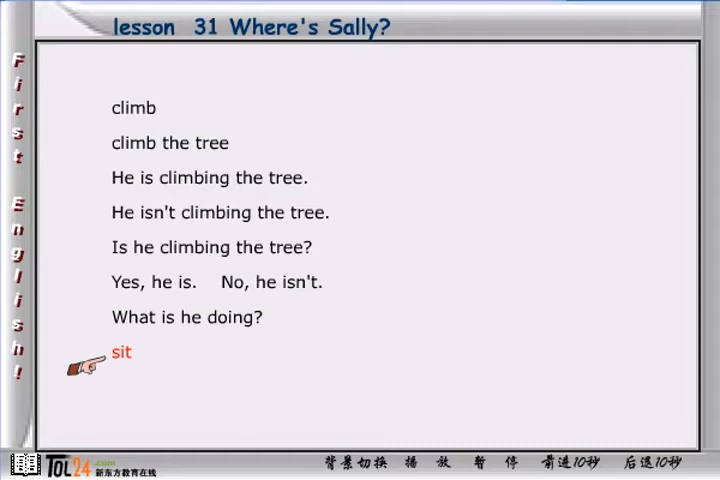 lesson 31 Where's Sally?
First English!
climb
climb the tree
He is climbing the tree.
He isn't climbing the tree.
Is he climbing the tree?
Yes, he is. No, he isn't.
What is he doing?
sit
TOL24.com
新东方教育在线
背景切换 播放 暂停 前进10秒 后退10秒